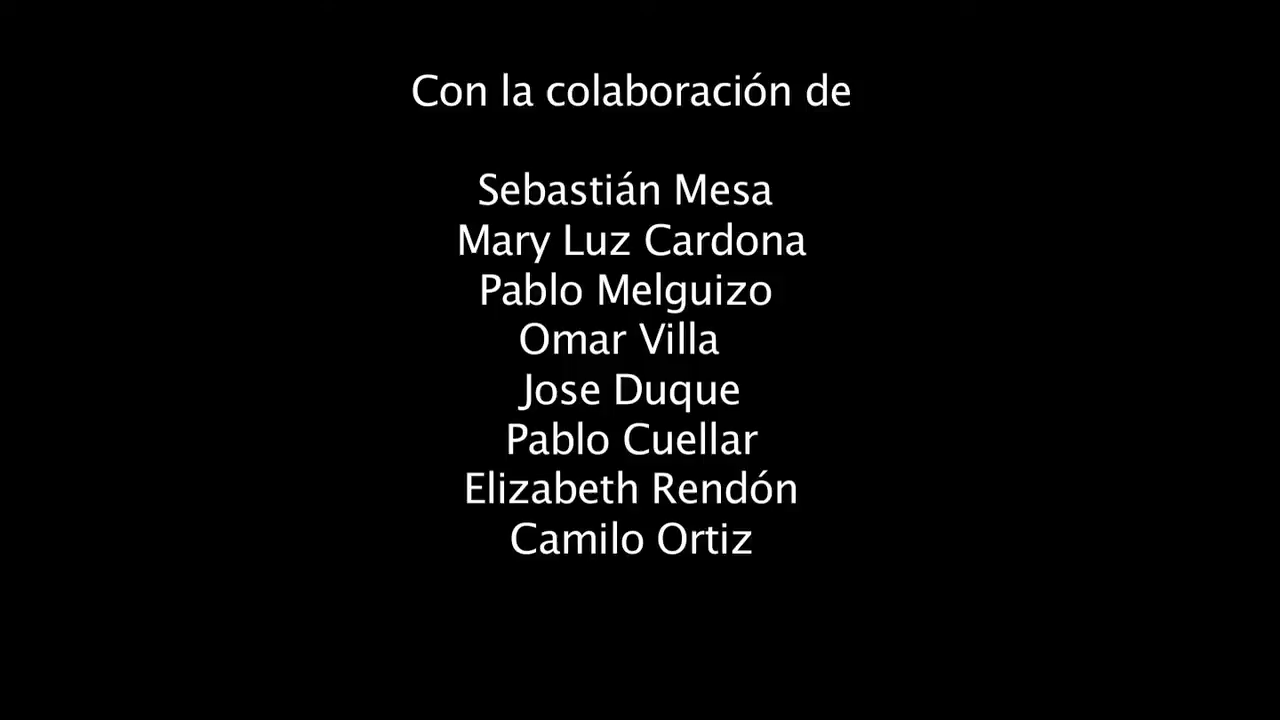 Con la colaboración de
Sebastián Mesa
Mary Luz Cardona
Pablo Melguizo
Omar Villa
Jose Duque
Pablo Cuellar
Elizabeth Rendón
Camilo Ortiz